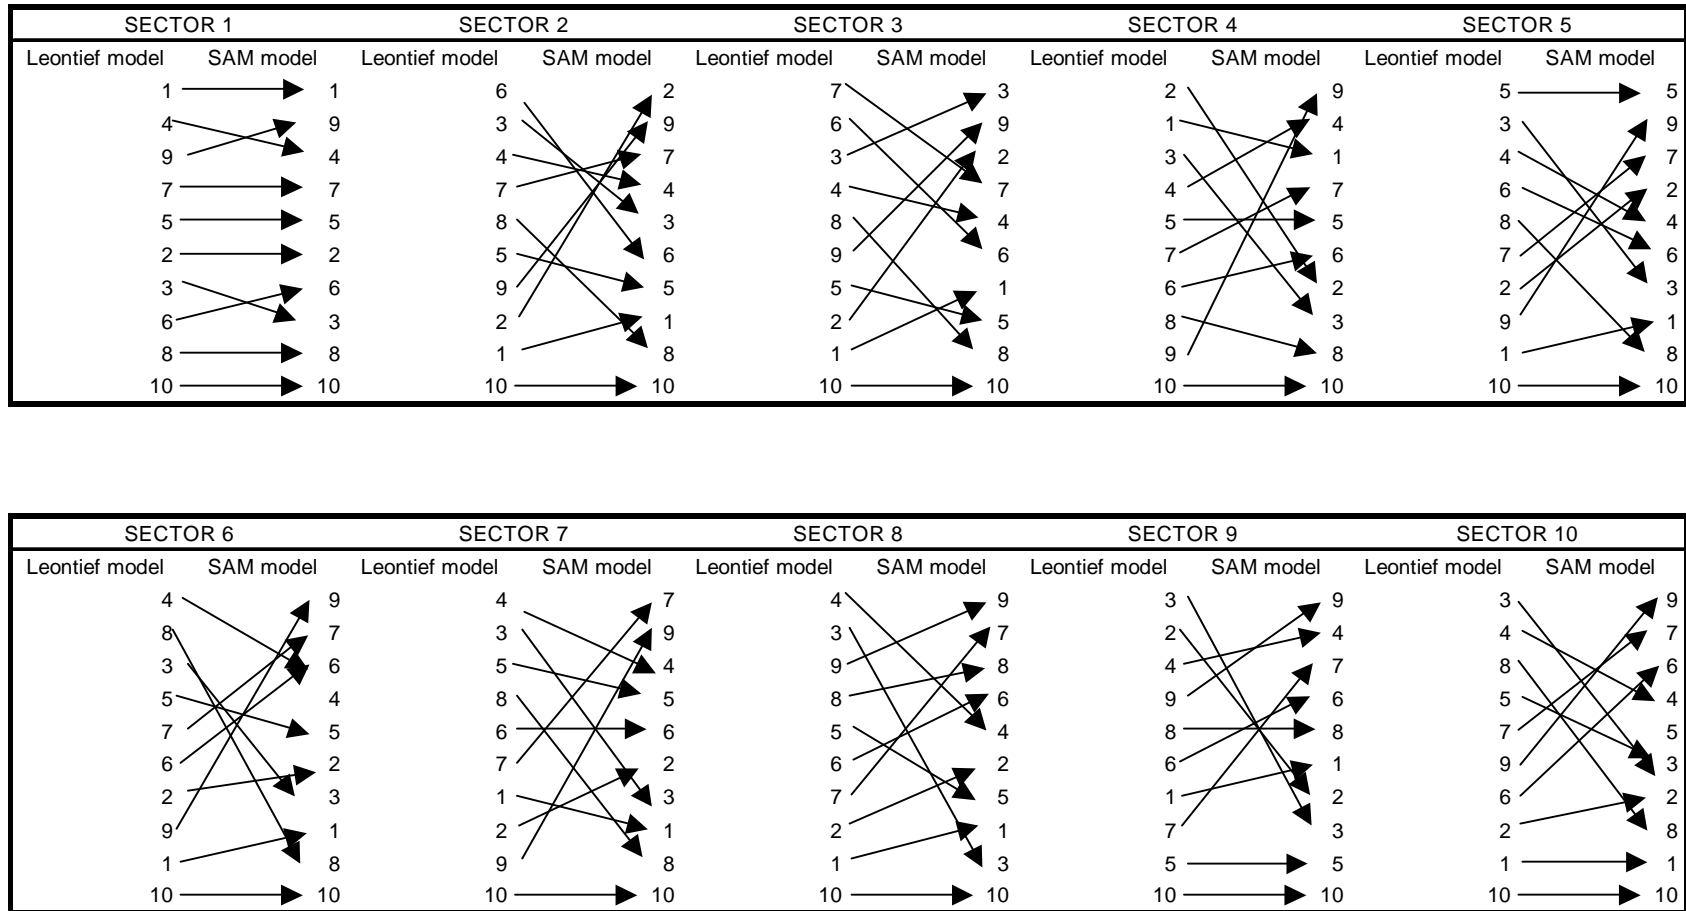 SECTOR 1 SECTOR 2 SECTOR 3 SECTOR 4 SECTOR 5
Leontief model SAM model Leontief model SAM model Leontief model SAM model Leontief model SAM model Leontief model SAM model
1 1 6 2 7 3 2 9 5 5
4 9 3 9 6 9 1 4 3 9
9 4 4 7 3 2 3 1 4 7
7 7 7 4 4 7 4 7 6 2
5 5 8 3 8 4 5 5 8 4
2 2 5 6 9 6 7 6 7 6
3 6 9 5 5 1 6 2 2 3
6 3 2 1 2 5 8 3 9 1
8 8 1 8 1 8 9 8 1 8
10 10 10 10 10 10 10 10 10 10
SECTOR 6 SECTOR 7 SECTOR 8 SECTOR 9 SECTOR 10
Leontief model SAM model Leontief model SAM model Leontief model SAM model Leontief model SAM model Leontief model SAM model
4 9 4 7 4 9 3 9 3 9
8 7 3 9 3 7 2 4 4 7
3 6 5 4 9 8 4 7 8 6
5 4 8 5 8 6 9 6 5 4
7 5 6 6 5 4 8 8 7 5
6 2 7 2 6 2 6 1 9 3
2 3 1 3 7 5 1 2 6 2
9 1 2 1 2 1 7 3 2 8
1 8 9 8 1 3 5 5 1 1
10 10 10 10 10 10 10 10 10 10